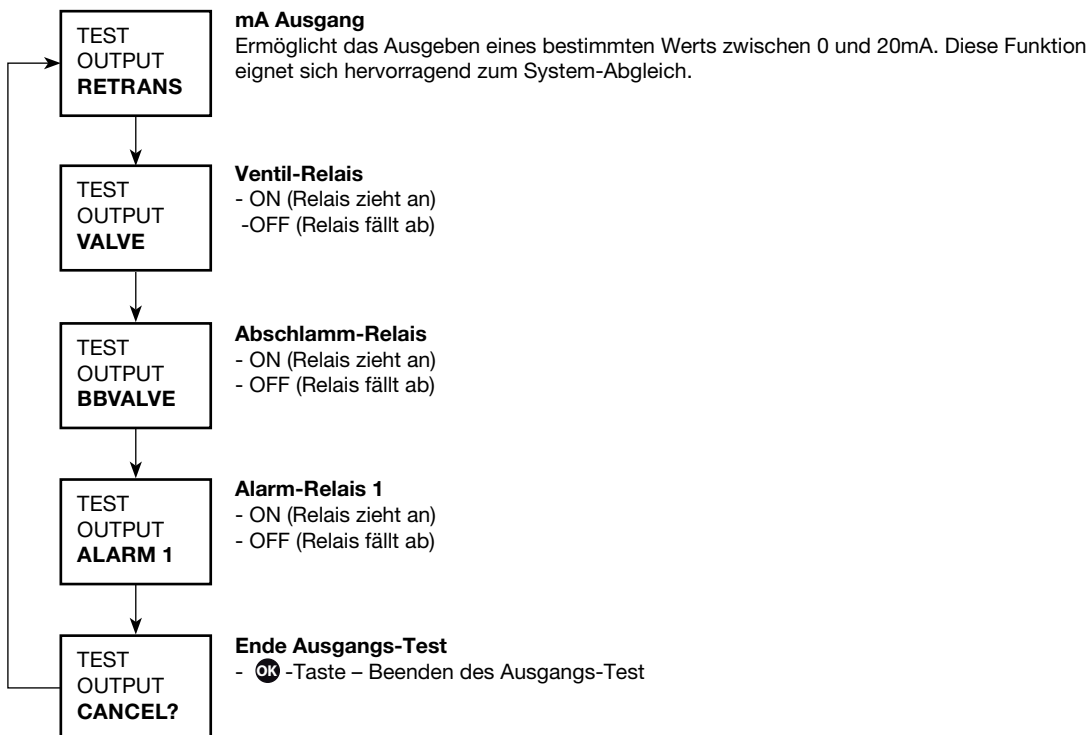 TEST
OUTPUT
RETRANS
mA Ausgang
Ermöglicht das Ausgeben eines bestimmten Werts zwischen 0 und 20mA. Diese Funktion
eignet sich hervorragend zum System-Abgleich.
TEST
OUTPUT
VALVE
Ventil-Relais
- ON (Relais zieht an)
-OFF (Relais fällt ab)
TEST
OUTPUT
BBVALVE
Abschlamm-Relais
- ON (Relais zieht an)
- OFF (Relais fällt ab)
TEST
OUTPUT
ALARM 1
Alarm-Relais 1
- ON (Relais zieht an)
- OFF (Relais fällt ab)
TEST
OUTPUT
CANCEL?
Ende Ausgangs-Test
- OK -Taste – Beenden des Ausgangs-Test